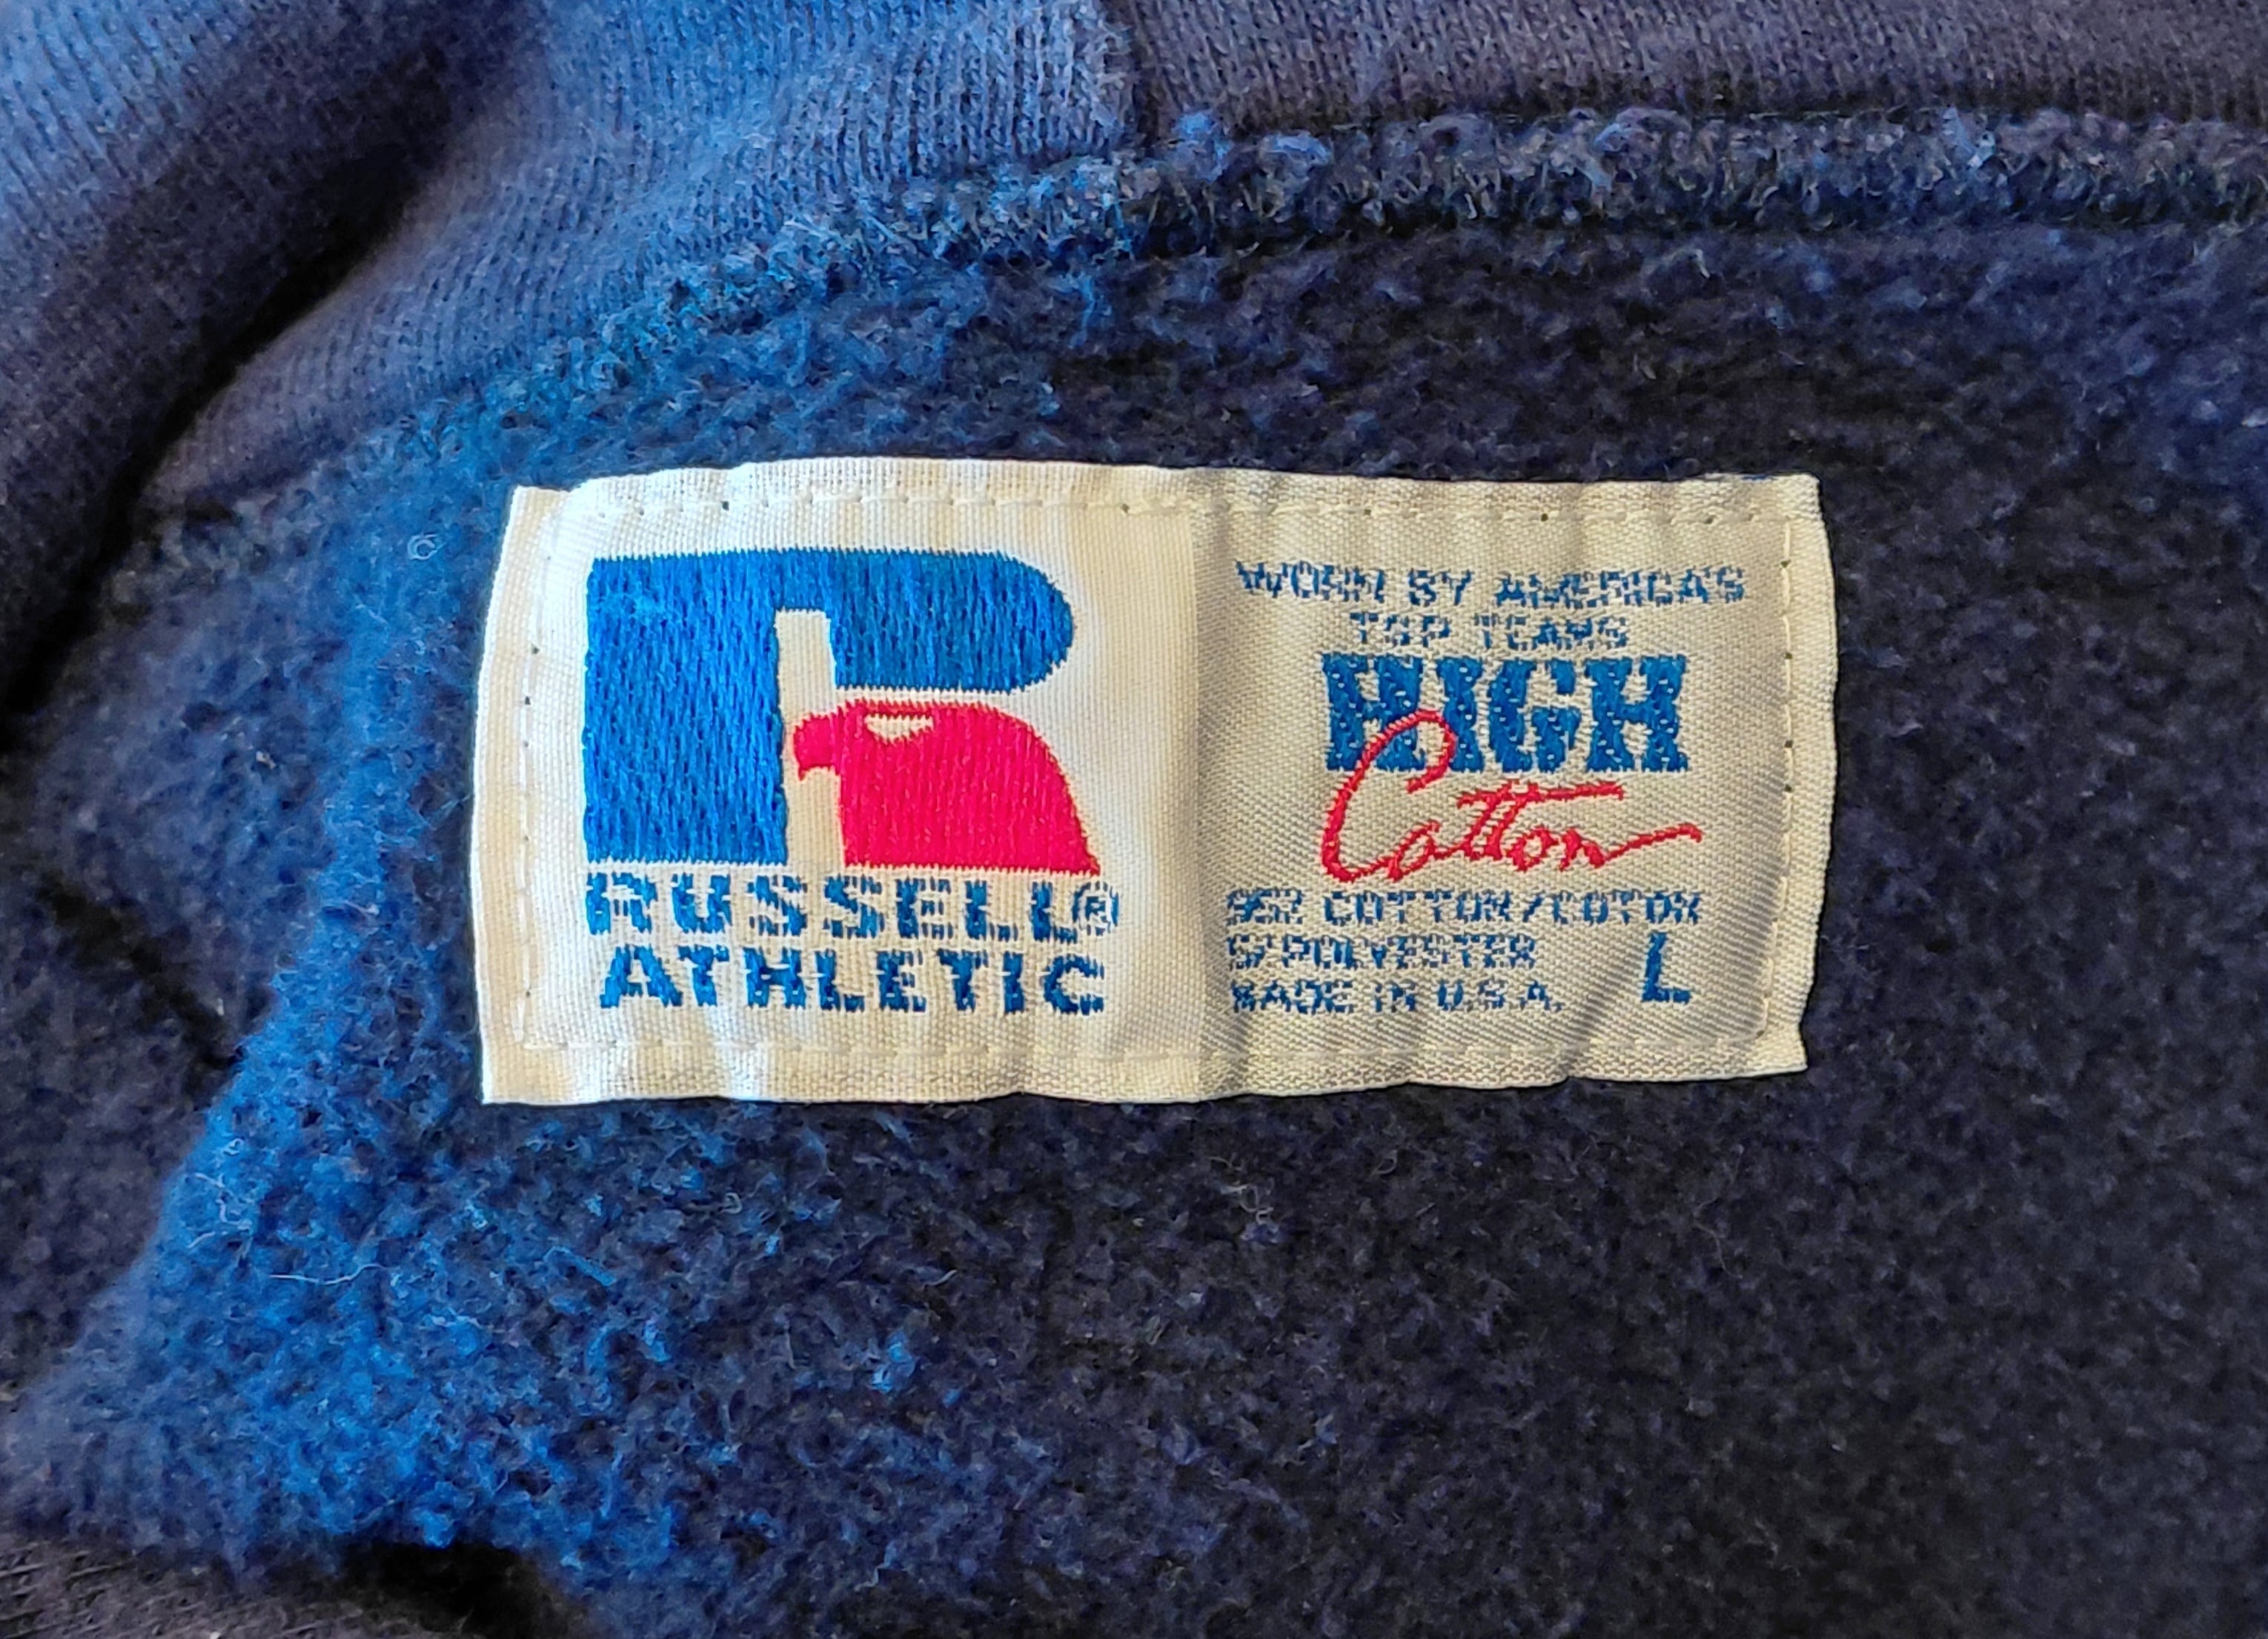 RUSSELL®
ATHLETIC
WORN BY AMERICA'S
TOP TEAMS
HIGH
Cotton
95% COTTON/COTON
5% POLYESTER
MADE IN U.S.A.
L